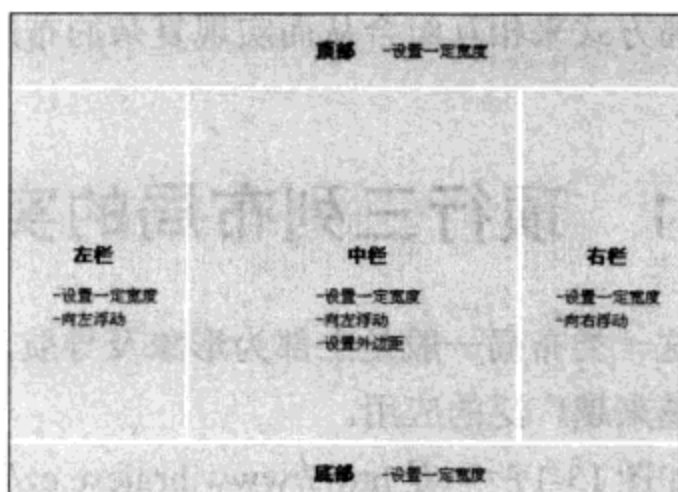 顶部 -设置一定宽度
左栏
-设置一定宽度
-向左浮动
中栏
-设置一定宽度
-向左浮动
-设置外边距
右栏
-设置一定宽度
-向右浮动
底部 -设置一定宽度